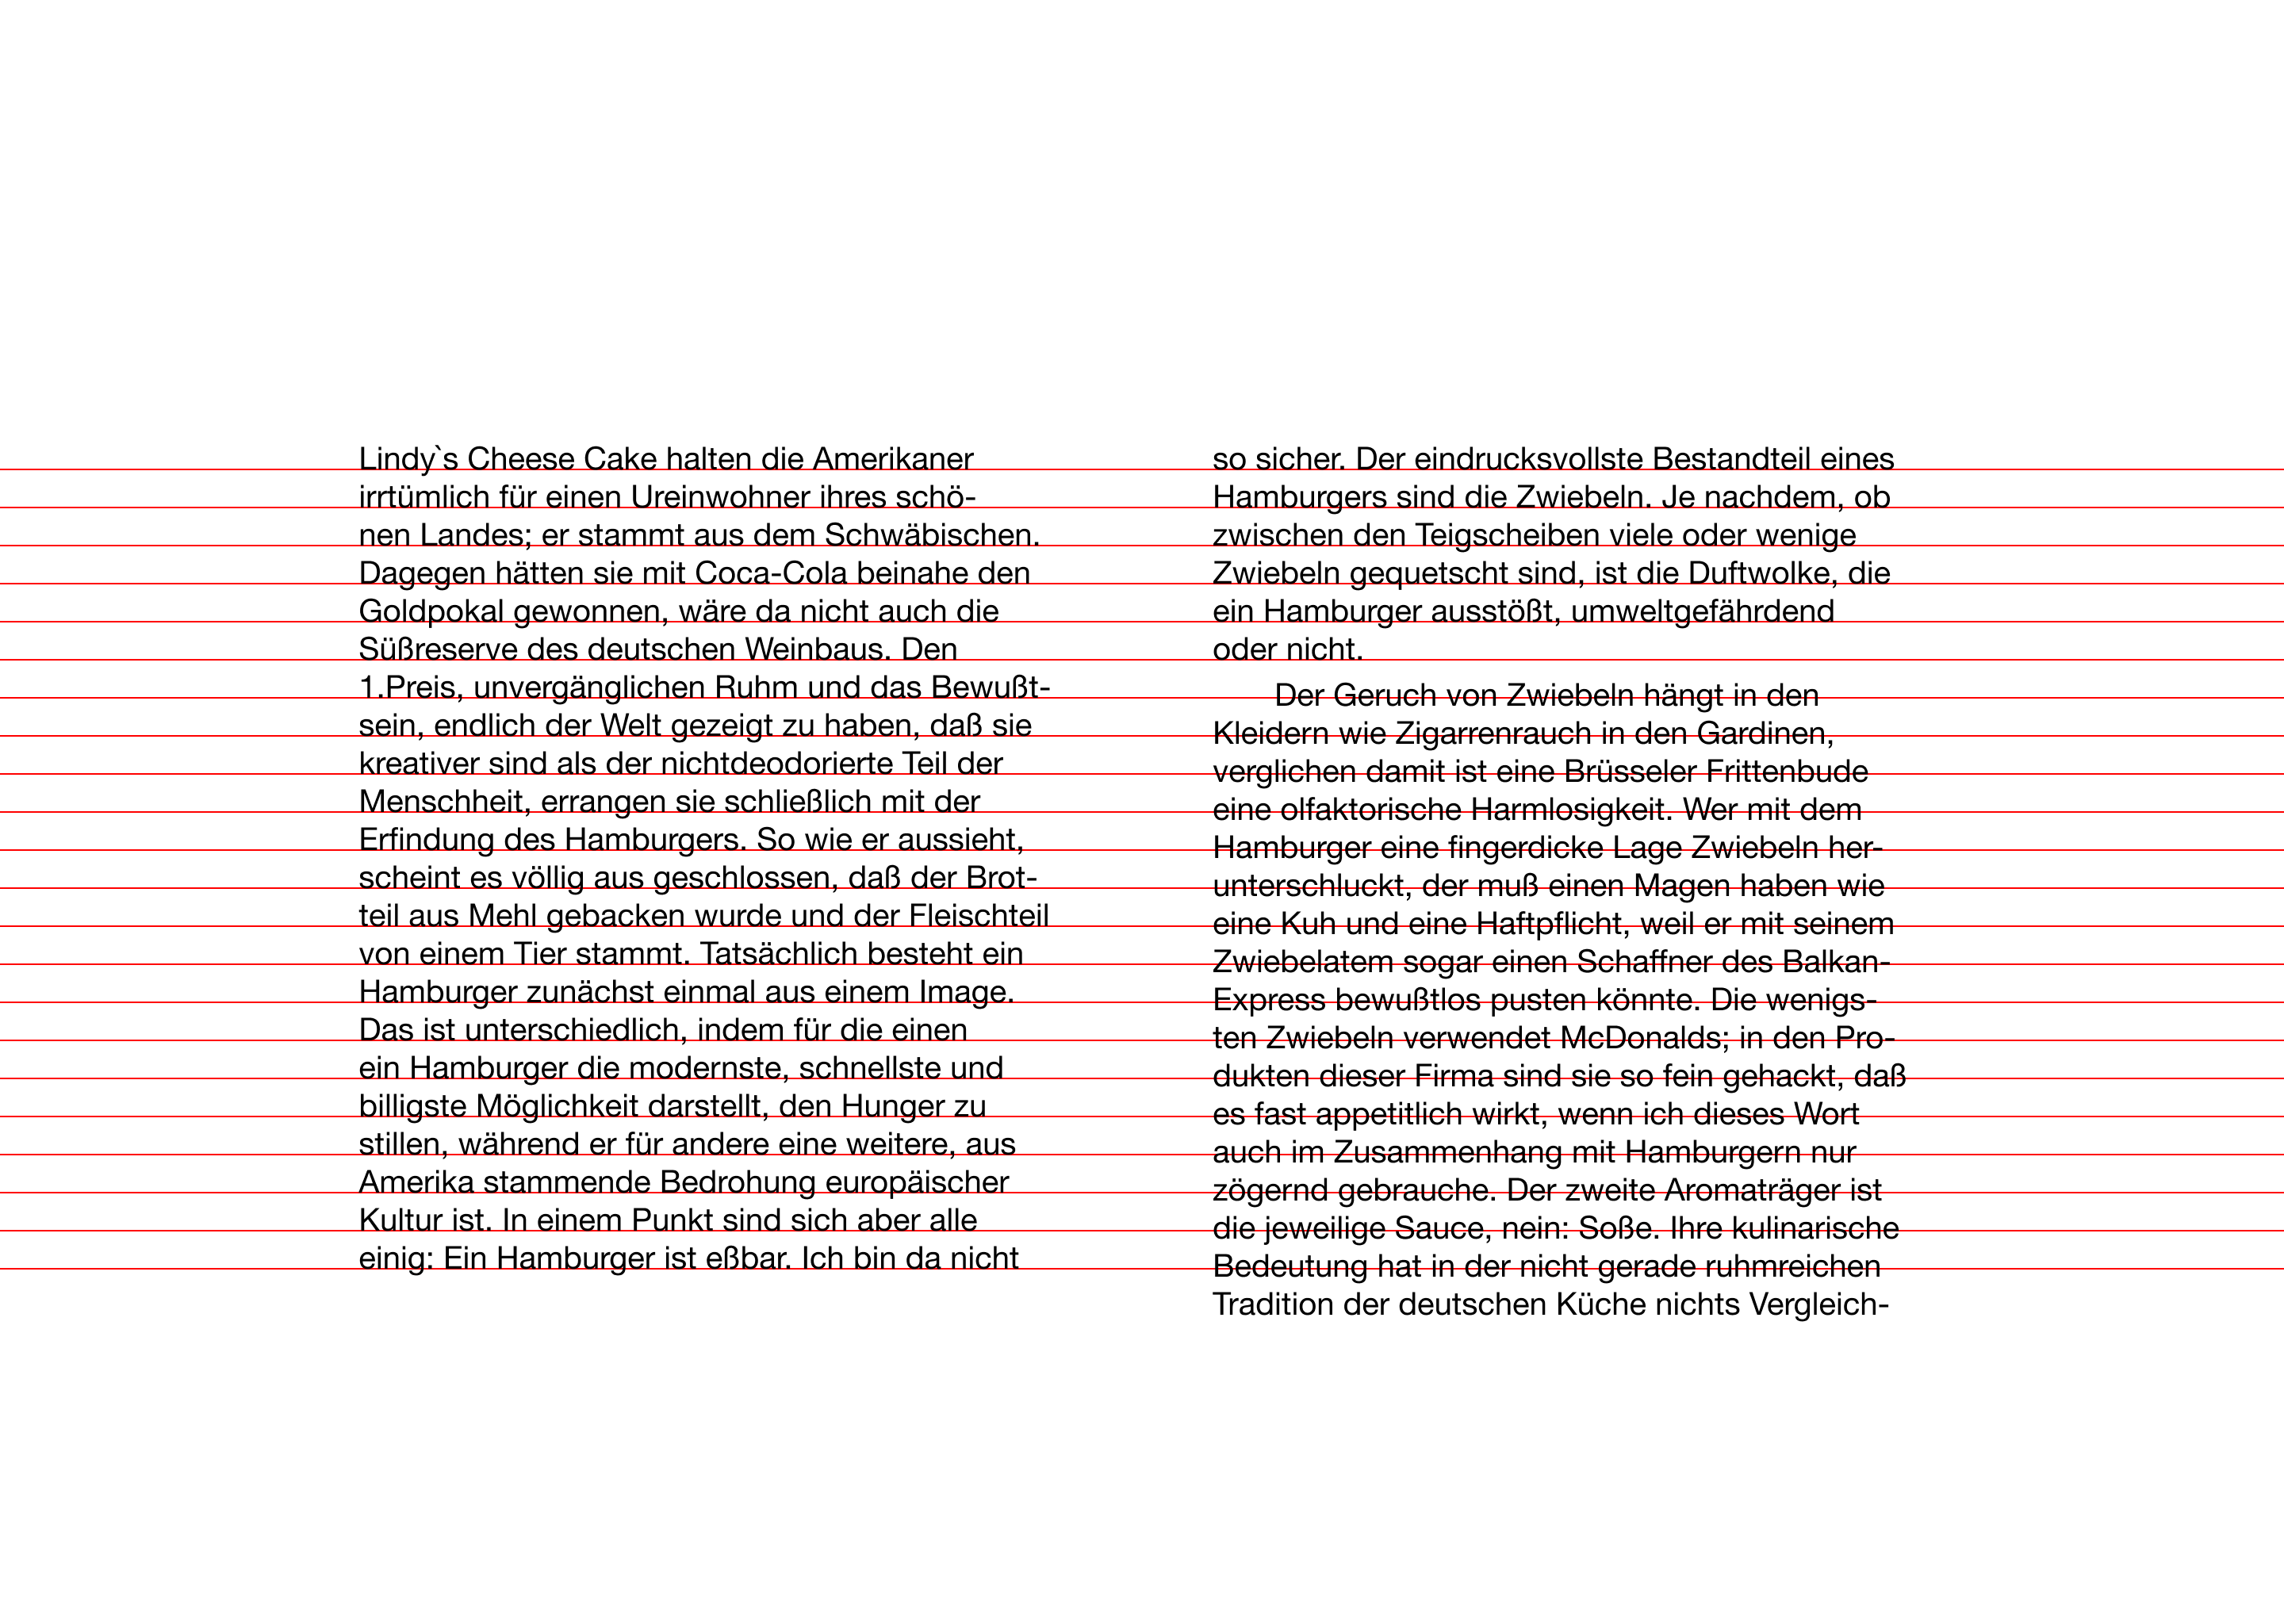 Lindy`s Cheese Cake halten die Amerikaner
irrtümlich für einen Ureinwohner ihres schö-
nen Landes; er stammt aus dem Schwäbischen.
Dagegen hätten sie mit Coca-Cola beinahe den
Goldpokal gewonnen, wäre da nicht auch die
Süßreserve des deutschen Weinbaus. Den
1.Preis, unvergänglichen Ruhm und das Bewußt-
sein, endlich der Welt gezeigt zu haben, daß sie
kreativer sind als der nichtdeodorierte Teil der
Menschheit, errangen sie schließlich mit der
Erfindung des Hamburgers. So wie er aussieht,
scheint es völlig aus geschlossen, daß der Brot-
teil aus Mehl gebacken wurde und der Fleischteil
von einem Tier stammt. Tatsächlich besteht ein
Hamburger zunächst einmal aus einem Image.
Das ist unterschiedlich, indem für die einen
ein Hamburger die modernste, schnellste und
billigste Möglichkeit darstellt, den Hunger zu
stillen, während er für andere eine weitere, aus
Amerika stammende Bedrohung europäischer
Kultur ist. In einem Punkt sind sich aber alle
einig: Ein Hamburger ist eßbar. Ich bin da nicht
so sicher. Der eindrucksvollste Bestandteil eines
Hamburgers sind die Zwiebeln. Je nachdem, ob
zwischen den Teigscheiben viele oder wenige
Zwiebeln gequetscht sind, ist die Duftwolke, die
ein Hamburger ausstößt, umweltgefährdend
oder nicht.
Der Geruch von Zwiebeln hängt in den
Kleidern wie Zigarrenrauch in den Gardinen,
verglichen damit ist eine Brüsseler Frittenbude
eine olfaktorische Harmlosigkeit. Wer mit dem
Hamburger eine fingerdicke Lage Zwiebeln her-
unterschluckt, der muß einen Magen haben wie
eine Kuh und eine Haftpflicht, weil er mit seinem
Zwiebelatem sogar einen Schaffner des Balkan-
Express bewußtlos pusten könnte. Die wenigs-
ten Zwiebeln verwendet McDonalds; in den Pro-
dukten dieser Firma sind sie so fein gehackt, daß
es fast appetitlich wirkt, wenn ich dieses Wort
auch im Zusammenhang mit Hamburgern nur
zögernd gebrauche. Der zweite Aromaträger ist
die jeweilige Sauce, nein: Soße. Ihre kulinarische
Bedeutung hat in der nicht gerade ruhmreichen
Tradition der deutschen Küche nichts Vergleich-